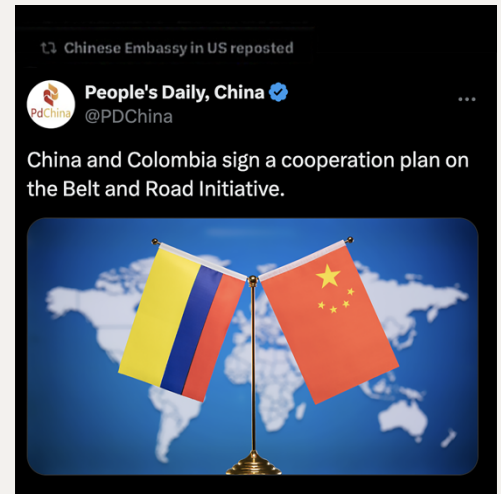 Chinese Embassy in US reposted
People's Daily, China
PdChina
@PDChina
China and Colombia sign a cooperation plan on
the Belt and Road Initiative.